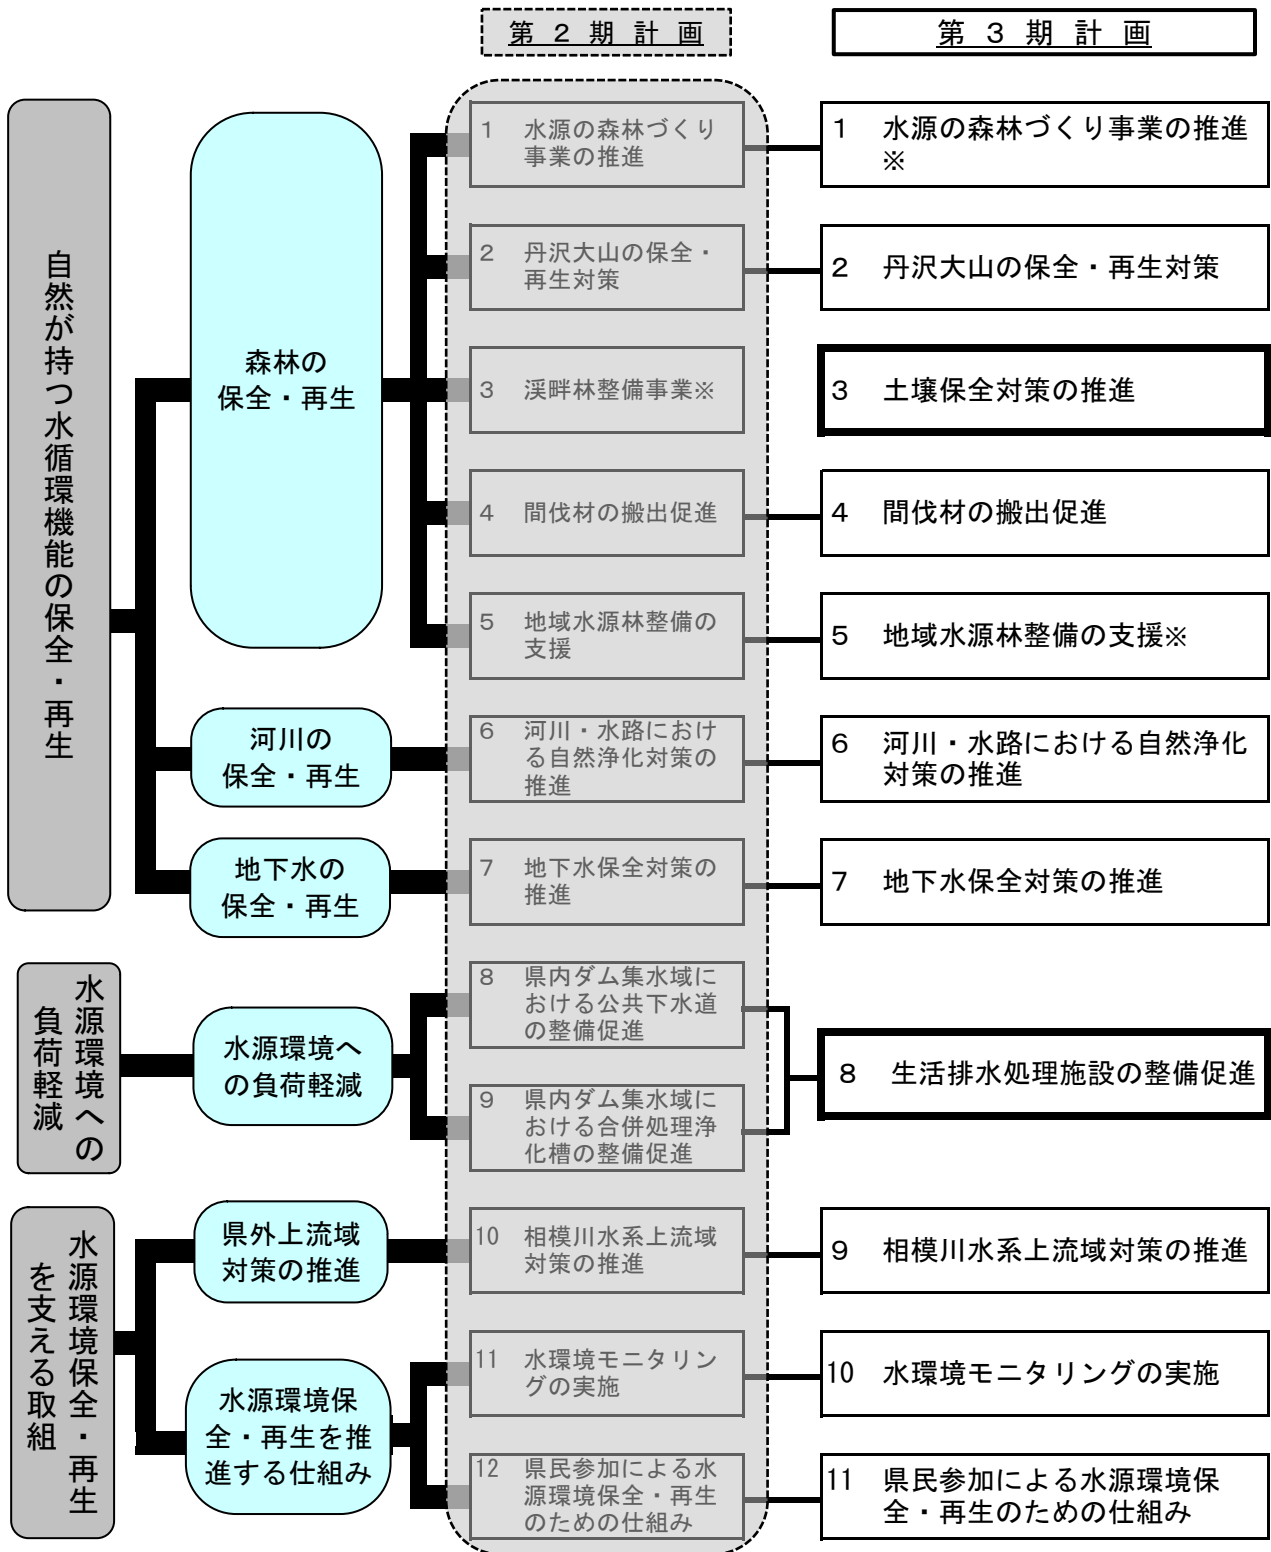 第２期計画
第３期計画
自然が持つ水循環機能の保全・再生
森林の
保全・再生
河川の
保全・再生
地下水の
保全・再生
1 水源の森林づくり
事業の推進
1 水源の森林づくり事業の推進
※
2 丹沢大山の保全・
再生対策
2 丹沢大山の保全・再生対策
3 渓畔林整備事業※
3 土壌保全対策の推進
4 間伐材の搬出促進
4 間伐材の搬出促進
5 地域水源林整備の
支援
5 地域水源林整備の支援※
6 河川・水路におけ
る自然浄化対策の
推進
6 河川・水路における自然浄化
対策の推進
7 地下水保全対策の
推進
7 地下水保全対策の推進
水源環境への
負荷軽減
水源環境へ
の負荷軽減
8 県内ダム集水域に
おける公共下水道
の整備促進
9 県内ダム集水域に
おける合併処理浄
化槽の整備促進
8 生活排水処理施設の整備促進
水源環境保全・再生
を支える取組
県外上流域
対策の推進
水源環境保
全・再生を推
進する仕組み
10 相模川水系上流域
対策の推進
9 相模川水系上流域対策の推進
11 水環境モニタリン
グの実施
10 水環境モニタリングの実施
12 県民参加による水
源環境保全・再生
のための仕組み
11 県民参加による水源環境保
全・再生のための仕組み